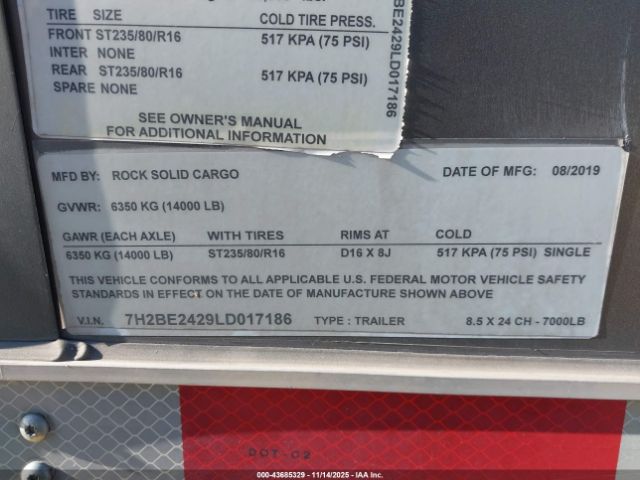 TIRE SIZE COLD TIRE PRESS.
FRONT ST235/80/R16 517 KPA (75 PSI)
INTER NONE
REAR ST235/80/R16 517 KPA (75 PSI)
SPARE NONE
SEE OWNER'S MANUAL
FOR ADDITIONAL INFORMATION
BE2429LD017186
MFD BY: ROCK SOLID CARGO DATE OF MFG: 08/2019
GVWR: 6350 KG (14000 LB)
GAWR (EACH AXLE) WITH TIRES RIMS AT COLD
6350 KG (14000 LB) ST235/80/R16 D16 X 8J 517 KPA (75 PSI) SINGLE
THIS VEHICLE CONFORMS TO ALL APPLICABLE U.S. FEDERAL MOTOR VEHICLE SAFETY
STANDARDS IN EFFECT ON THE DATE OF MANUFACTURE SHOWN ABOVE
V.I.N. 7H2BE2429LD017186 TYPE : TRAILER 8.5 X 24 CH - 7000LB
DOT-C2
000-43685329 - 11/14/2025 - IAA Inc.